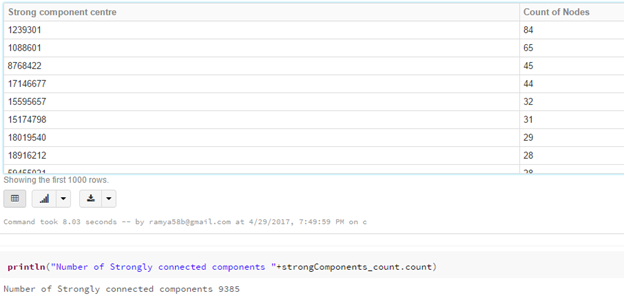 Strong component centre Count of Nodes
1239301 84
1088601 65
8768422 45
17146677 44
15595657 32
15174798 31
18019540 29
18916212 28
Showing the first 1000 rows.
Command took 8.03 seconds -- by ramya58b@gmail.com at 4/29/2017, 7:49:59 PM on c
println("Number of Strongly connected components "+strongComponents_count.count)
Number of Strongly connected components 9385